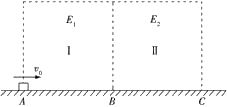 E₁ E₂
Ⅰ Ⅱ
v₀
A B C